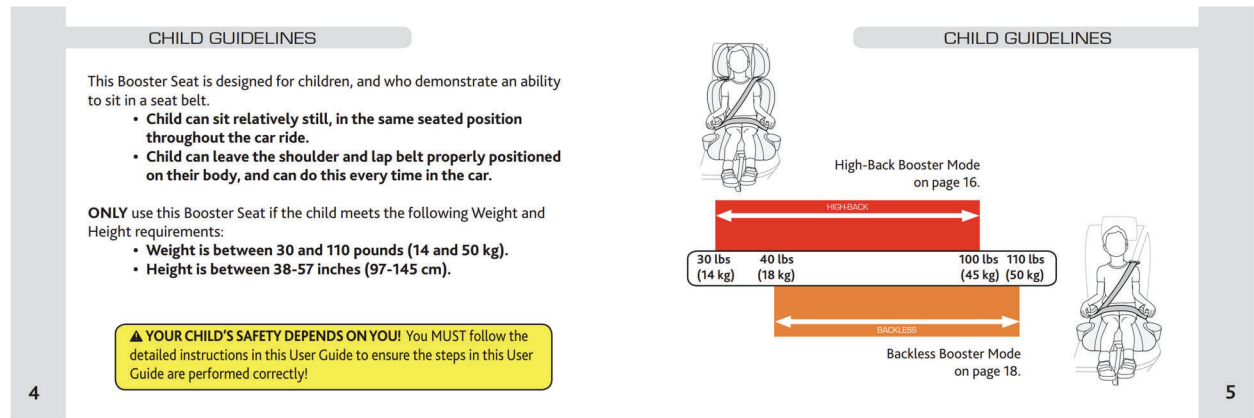 CHILD GUIDELINES
This Booster Seat is designed for children, and who demonstrate an ability
to sit in a seat belt.
• Child can sit relatively still, in the same seated position
throughout the car ride.
• Child can leave the shoulder and lap belt properly positioned
on their body, and can do this every time in the car.
ONLY use this Booster Seat if the child meets the following Weight and
Height requirements:
• Weight is between 30 and 110 pounds (14 and 50 kg).
• Height is between 38-57 inches (97-145 cm).
⚠ YOUR CHILD'S SAFETY DEPENDS ON YOU! You MUST follow the
detailed instructions in this User Guide to ensure the steps in this User
Guide are performed correctly!
4
CHILD GUIDELINES
High-Back Booster Mode
on page 16.
HIGH-BACK
30 lbs 40 lbs 100 lbs 110 lbs
(14 kg) (18 kg) (45 kg) (50 kg)
BACKLESS
Backless Booster Mode
on page 18.
5